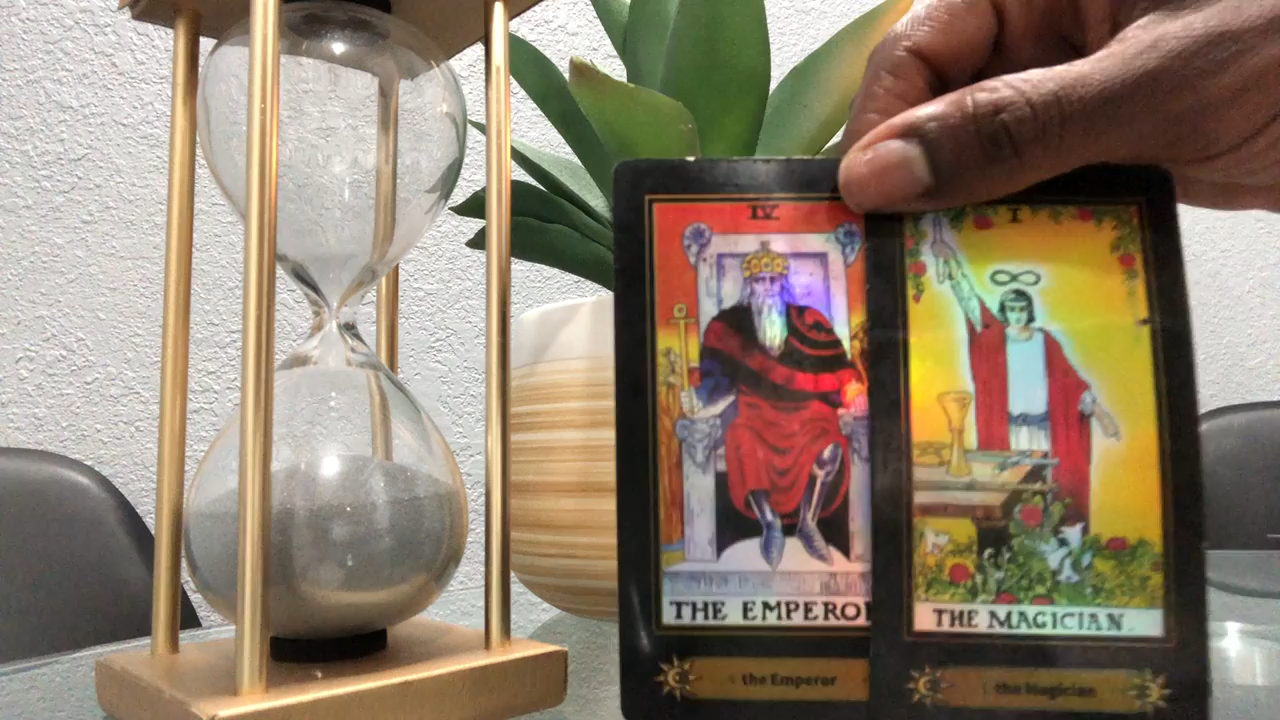 IV
THE EMPEROR
the Emperor
I
THE MAGICIAN.
the Magician